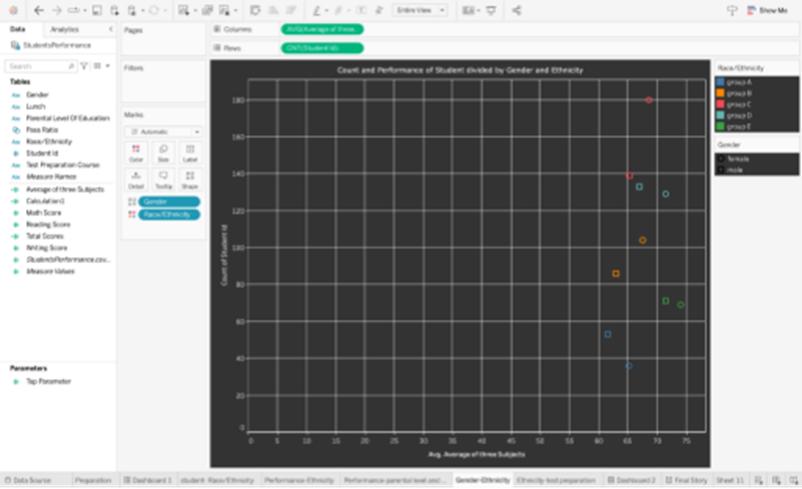 Entire View
Show Me
Data
Analytics
StudentsPerformance
Search
Tables
Gender
Lunch
Parental Level Of Education
Pass Ratio
Race/Ethnicity
Student Id
Test Preparation Course
Measure Names
Average of three Subjects
Calculation1
Math Score
Reading Score
Total Scores
Writing Score
StudentsPerformance.csv...
Measure Values
Parameters
Top Parameter
Pages
Filters
Marks
Automatic
Color
Size
Label
Detail
Tooltip
Shape
Gender
Race/Ethnicity
Columns
AVG(Average of three..
Rows
CNT(Student Id)
Count and Performance of Student divided by Gender and Ethnicity
Count of Student Id
180
160
140
120
100
80
60
40
20
0
0 5 10 15 20 25 30 35 40 45 50 55 60 65 70 75
Avg. Average of three Subjects
Race/Ethnicity
group A
group B
group C
group D
group E
Gender
female
male
Data Source
Preparation
Dashboard 1
student Race/Ethnicity
Performance-Ethnicity
Performance-parental level and...
Gender-Ethnicity
Ethnicity-test preparation
Dashboard 2
Final Story
Sheet 11